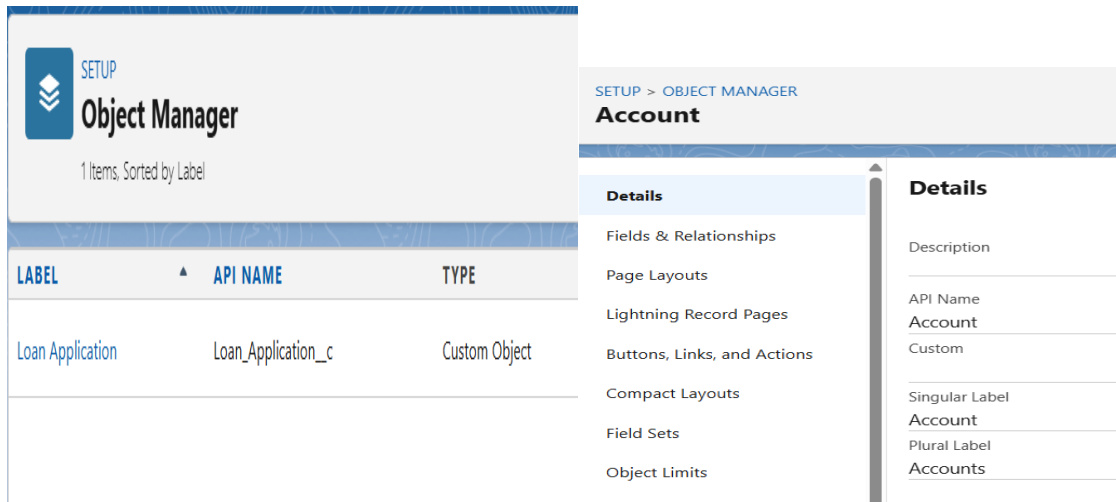 SETUP
Object Manager
1 Items, Sorted by Label
LABEL API NAME TYPE
Loan Application Loan_Application__c Custom Object
SETUP > OBJECT MANAGER
Account
Details
Fields & Relationships
Page Layouts
Lightning Record Pages
Buttons, Links, and Actions
Compact Layouts
Field Sets
Object Limits
Details
Description
API Name
Account
Custom
Singular Label
Account
Plural Label
Accounts